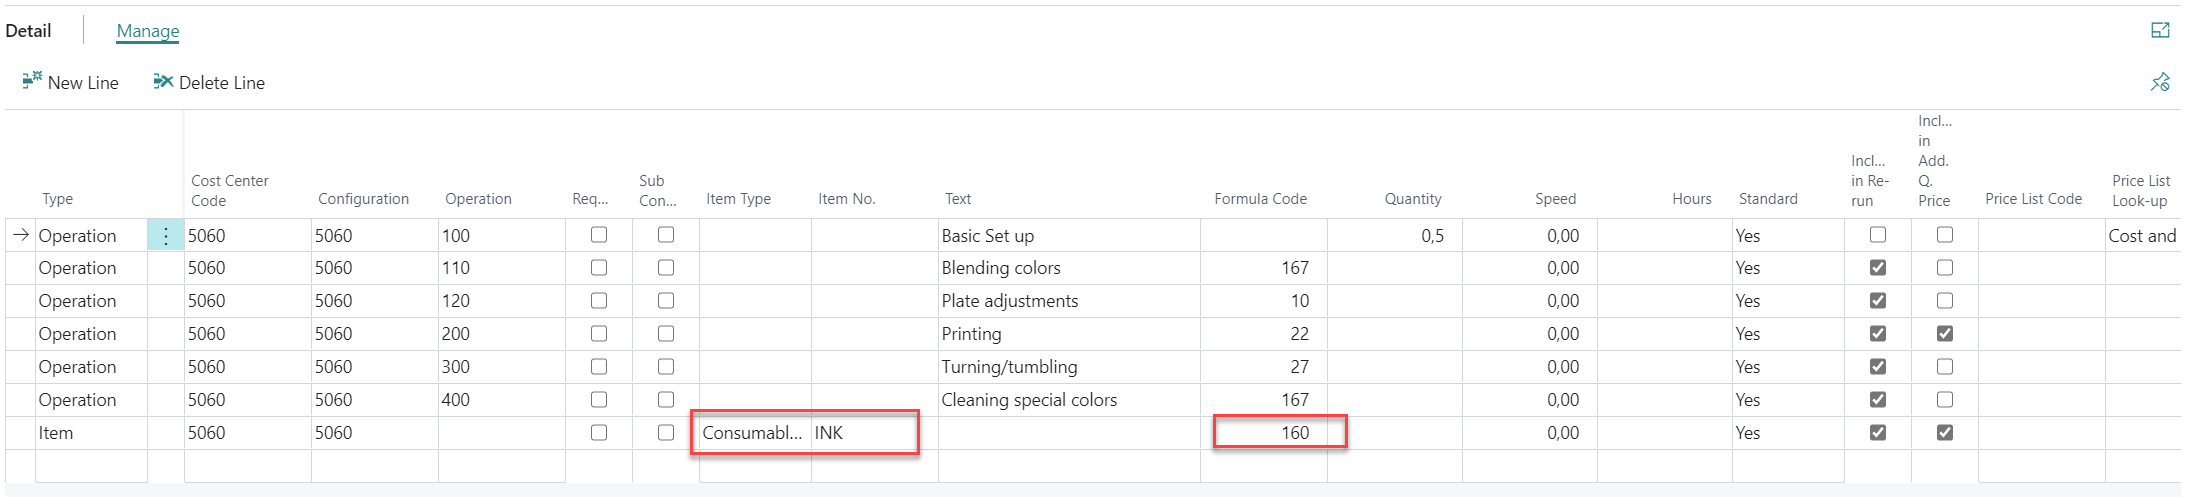 Detail Manage
New Line Delete Line
Type Cost Center Code Configuration Operation Req... Sub Con... Item Type Item No. Text Formula Code Quantity Speed Hours Standard Incl... in Re-run Incl... in Add. Q. Price Price List Code Price List Look-up
Operation 5060 5060 100 Basic Set up 0,5 0,00 Yes Cost and
Operation 5060 5060 110 Blending colors 167 0,00 Yes
Operation 5060 5060 120 Plate adjustments 10 0,00 Yes
Operation 5060 5060 200 Printing 22 0,00 Yes
Operation 5060 5060 300 Turning/tumbling 27 0,00 Yes
Operation 5060 5060 400 Cleaning special colors 167 0,00 Yes
Item 5060 5060 Consumabl... INK 160 0,00 Yes